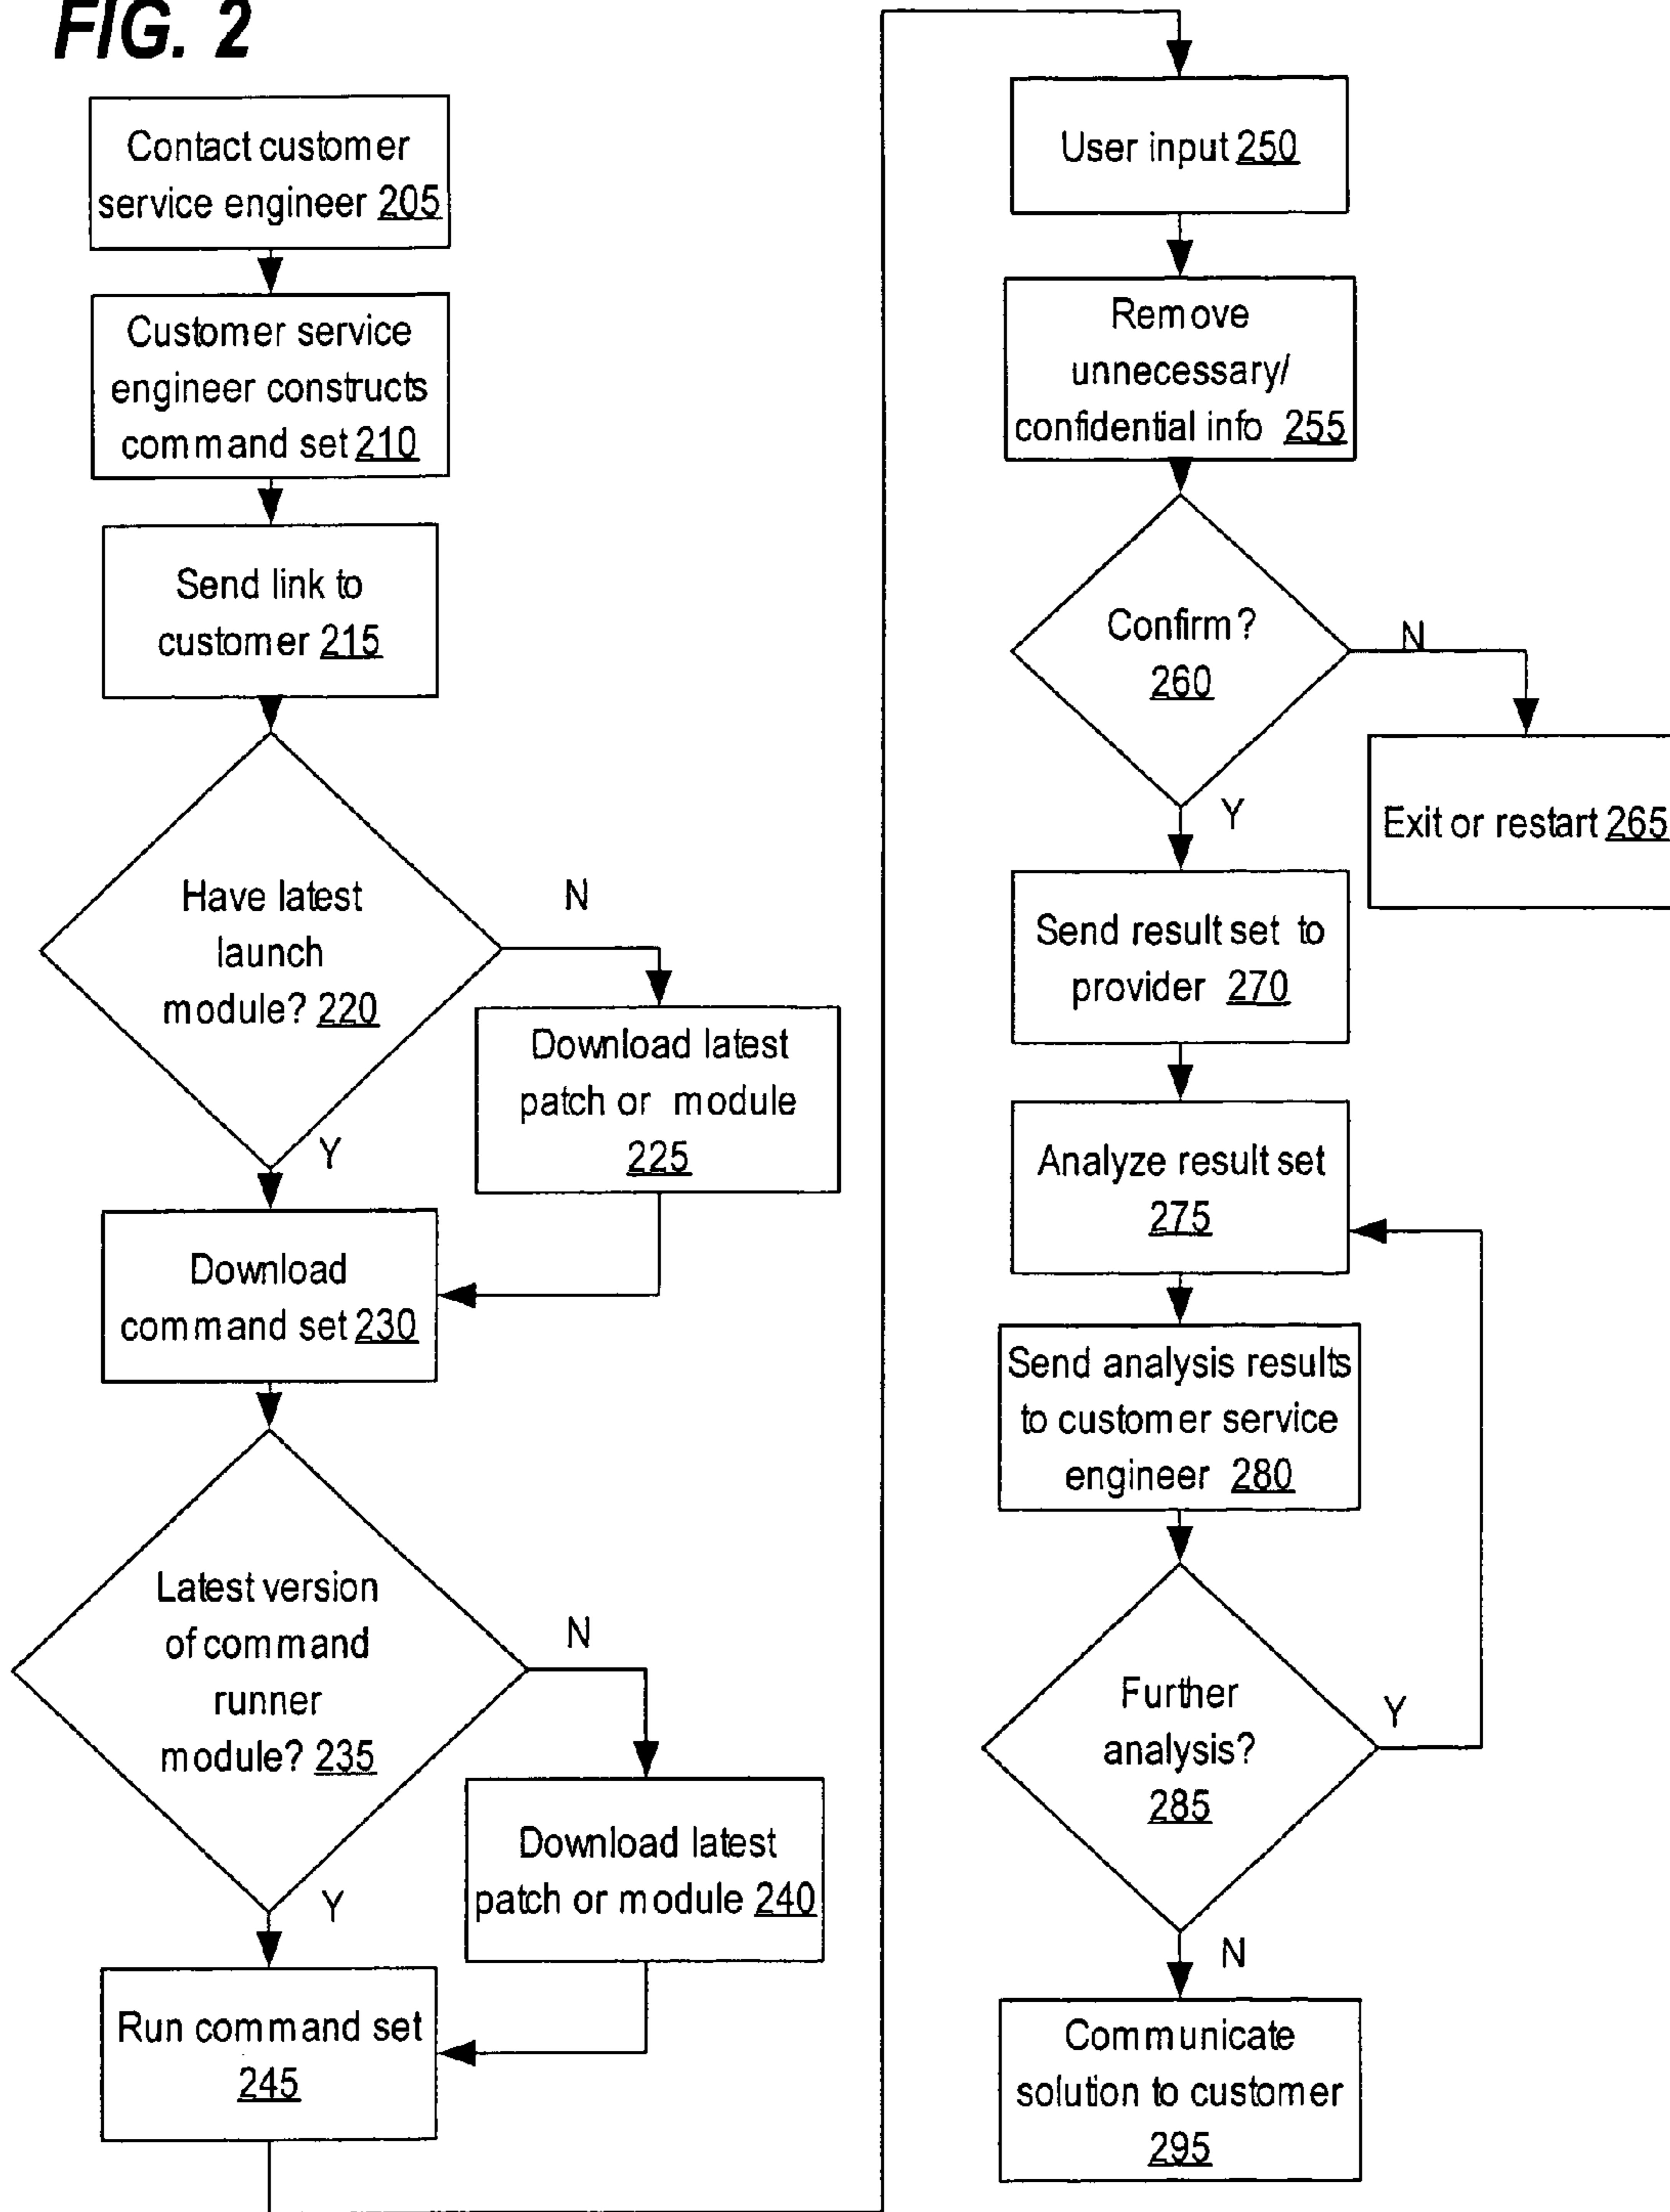 FIG. 2
Contact customer
service engineer 205
Customer service
engineer constructs
command set 210
Send link to
customer 215
Have latest
launch
module? 220
N
Y
Download latest
patch or module
225
Download
command set 230
Latest version
of command
runner
module? 235
N
Y
Download latest
patch or module 240
Run command set
245
User input 250
Remove
unnecessary/
confidential info 255
Confirm?
260
N
Y
Exit or restart 265
Send result set to
provider 270
Analyze result set
275
Send analysis results
to customer service
engineer 280
Further
analysis?
285
Y
N
Communicate
solution to customer
295